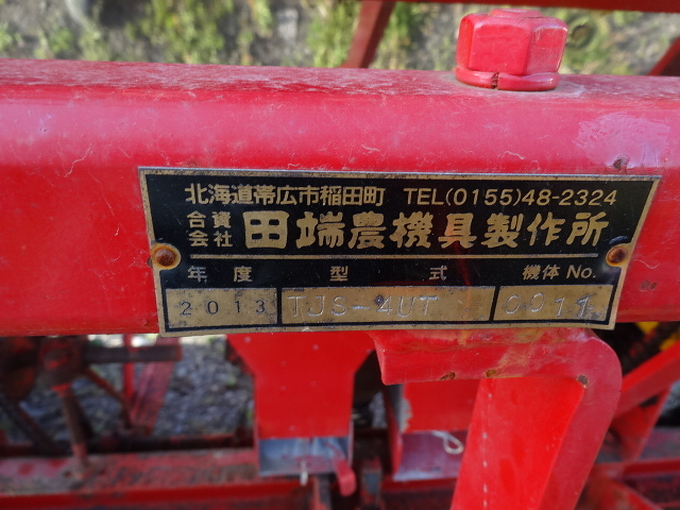 北海道帯広市稲田町 TEL(0155)48-2324
合資会社 田端農機具製作所
年度 型式 機体No.
2013 TJS-4UT 0011